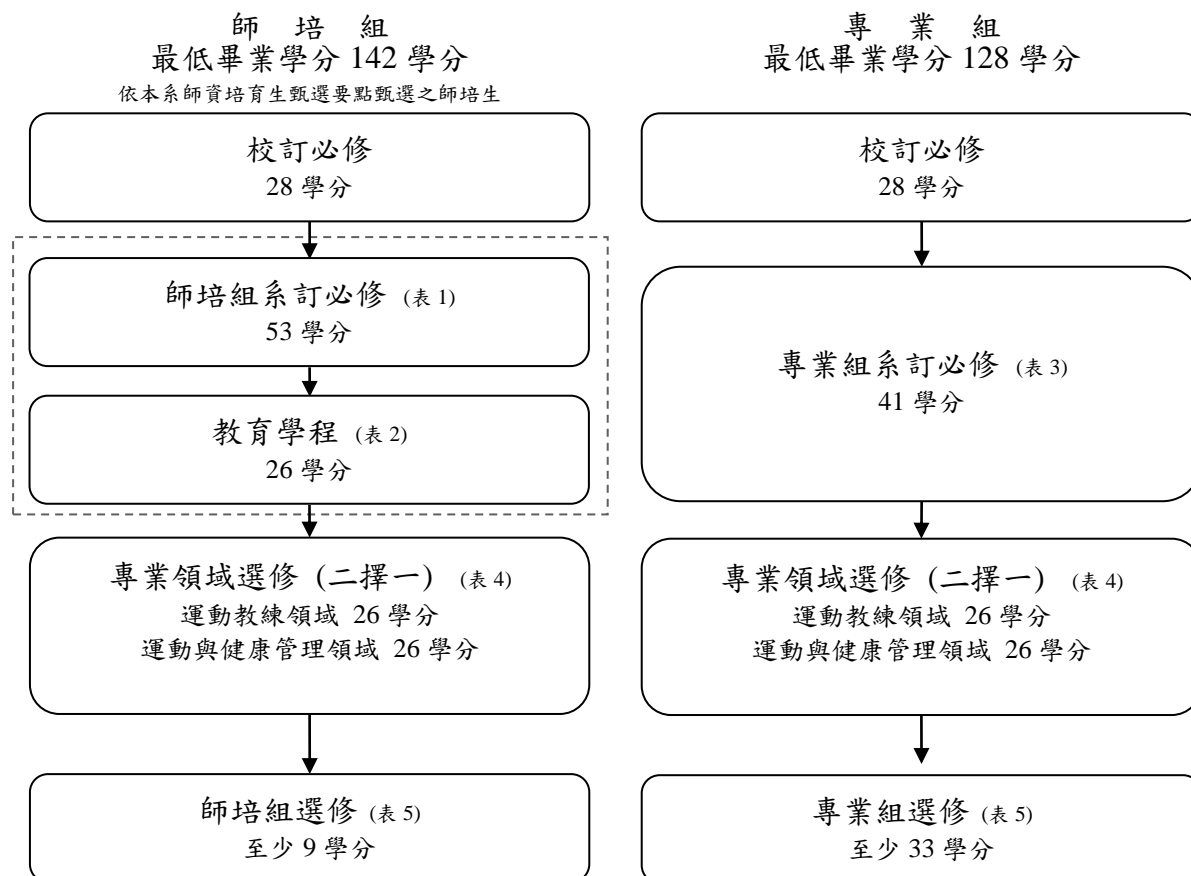 師 培 組
最低畢業學分 142 學分
依本系師資培育生甄選要點甄選之師培生
校訂必修
28 學分
師培組系訂必修 (表 1)
53 學分
教育學程 (表 2)
26 學分
專業領域選修 (二擇一) (表 4)
運動教練領域 26 學分
運動與健康管理領域 26 學分
師培組選修 (表 5)
至少 9 學分
專 業 組
最低畢業學分 128 學分
校訂必修
28 學分
專業組系訂必修 (表 3)
41 學分
專業領域選修 (二擇一) (表 4)
運動教練領域 26 學分
運動與健康管理領域 26 學分
專業組選修 (表 5)
至少 33 學分